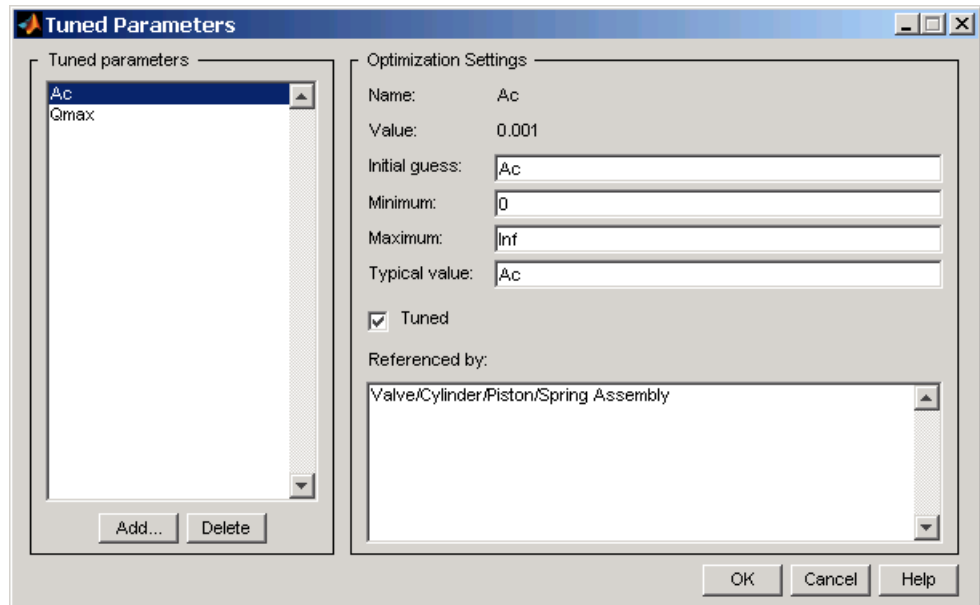 Tuned Parameters
Tuned parameters
Ac
Qmax
Add...
Delete
Optimization Settings
Name: Ac
Value: 0.001
Initial guess: Ac
Minimum: 0
Maximum: Inf
Typical value: Ac
Tuned
Referenced by:
Valve/Cylinder/Piston/Spring Assembly
OK
Cancel
Help